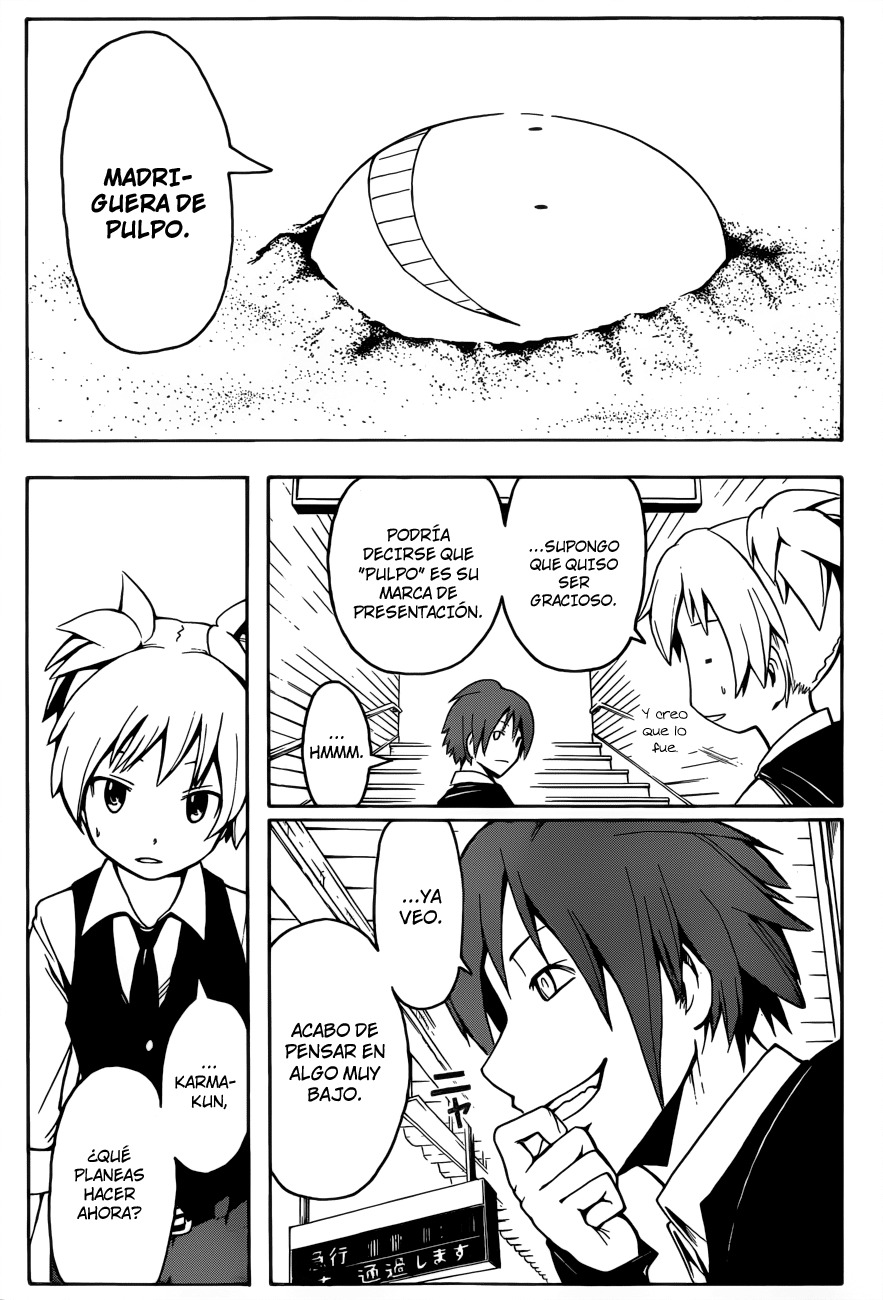 MADRI-
GUERA DE
PULPO.
...SUPONGO
QUE QUISO
SER
GRACIOSO.
PODRÍA
DECIRSE QUE
"PULPO" ES SU
MARCA DE
PRESENTACIÓN.
Y creo
que lo
fue.
...
HMMM.
...YA
VEO.
ACABO DE
PENSAR EN
ALGO MUY
BAJO.
ニヤ
急行
通過します
...
KARMA-
KUN,
¿QUÉ
PLANEAS
HACER
AHORA?